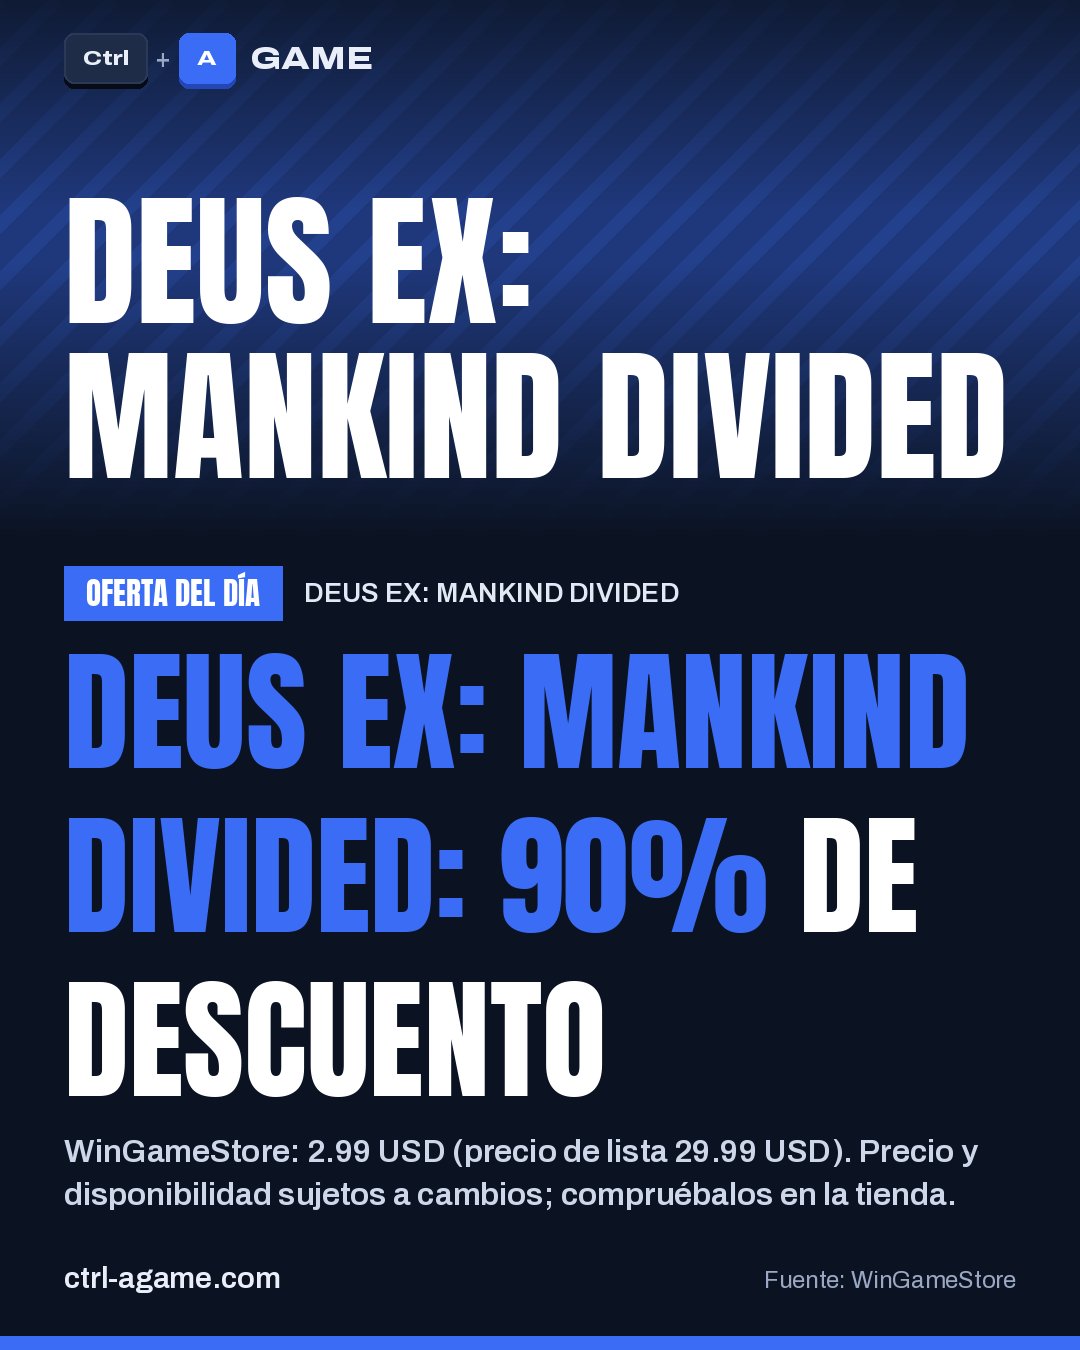 Ctrl + A GAME
DEUS EX:
MANKIND DIVIDED
OFERTA DEL DÍA DEUS EX: MANKIND DIVIDED
DEUS EX: MANKIND
DIVIDED: 90% DE
DESCUENTO
WinGameStore: 2.99 USD (precio de lista 29.99 USD). Precio y
disponibilidad sujetos a cambios; compruébalos en la tienda.
ctrl-agame.com Fuente: WinGameStore